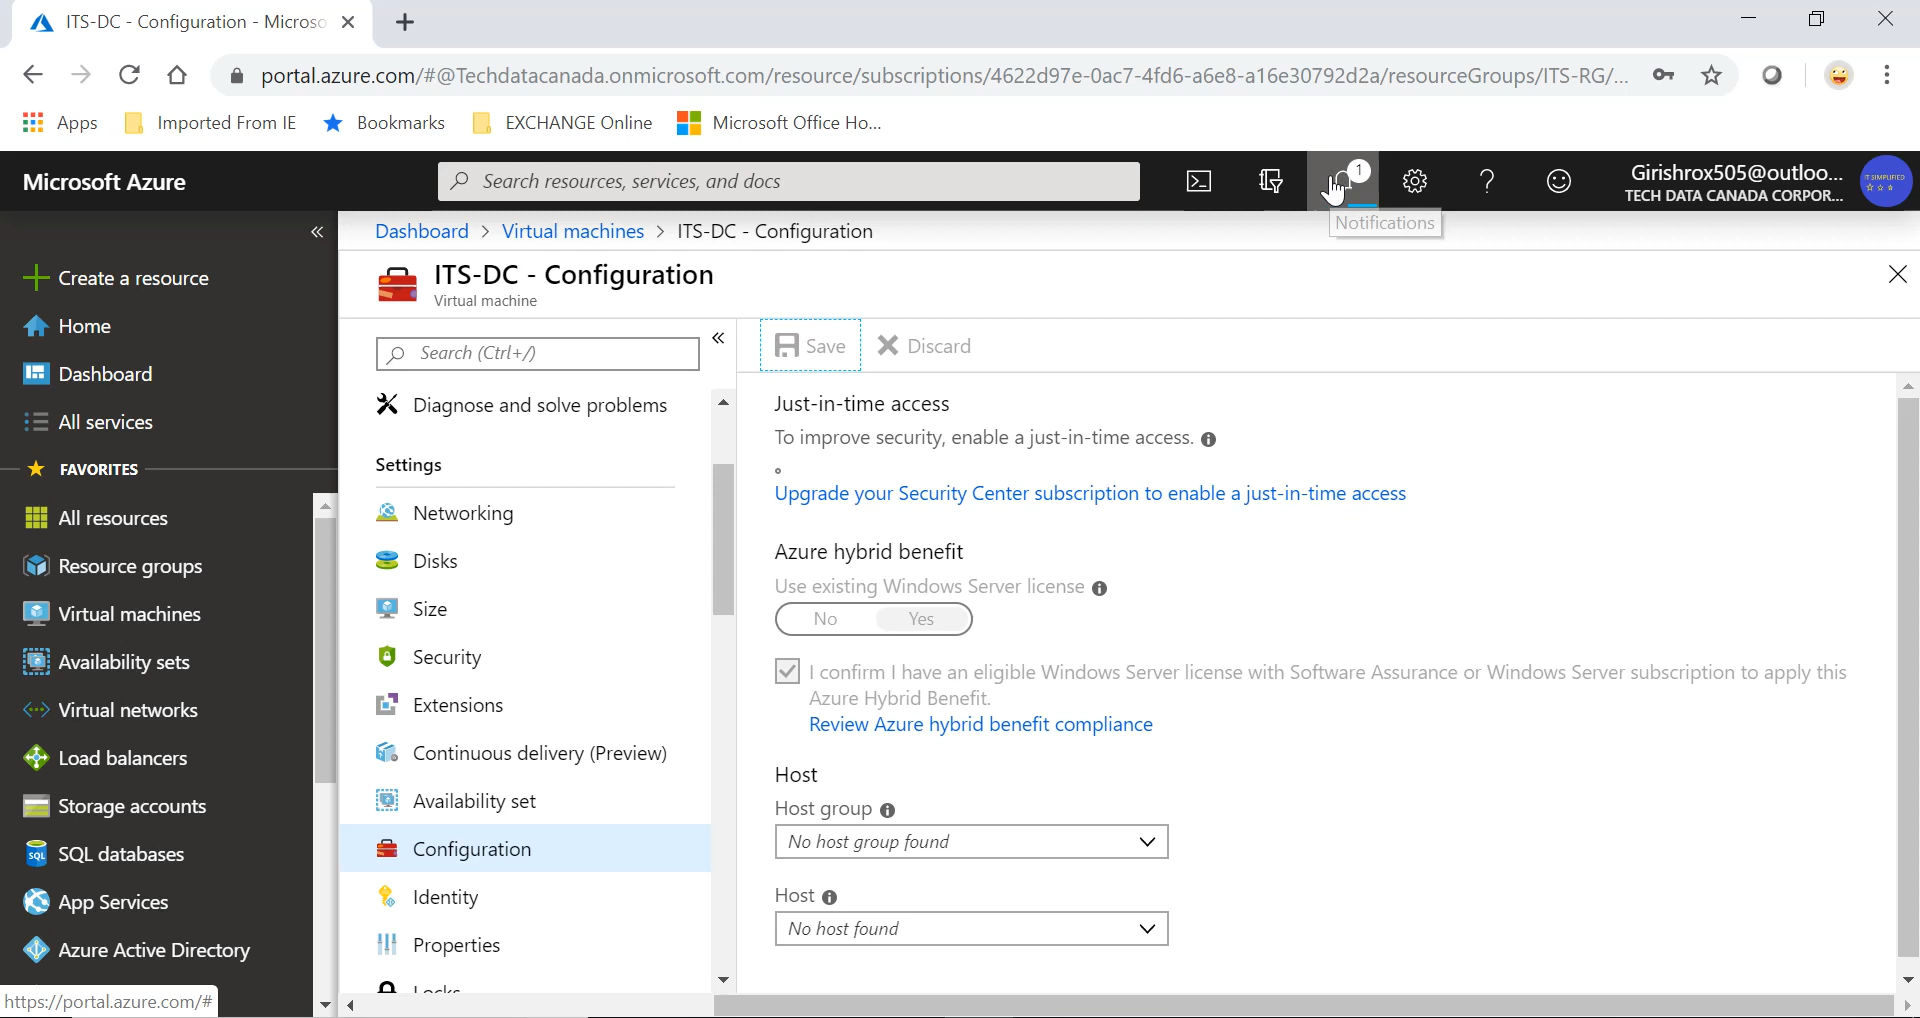 ITS-DC - Configuration - Microso
portal.azure.com/#@Techdatacanada.onmicrosoft.com/resource/subscriptions/4622d97e-0ac7-4fd6-a6e8-a16e30792d2a/resourceGroups/ITS-RG/...
Apps
Imported From IE
Bookmarks
EXCHANGE Online
Microsoft Office Ho...
Microsoft Azure
Search resources, services, and docs
1
Girishrox505@outloo...
TECH DATA CANADA CORPOR...
IT SIMPLIFIED
Notifications
Dashboard > Virtual machines > ITS-DC - Configuration
ITS-DC - Configuration
Virtual machine
Create a resource
Home
Dashboard
All services
FAVORITES
All resources
Resource groups
Virtual machines
Availability sets
Virtual networks
Load balancers
Storage accounts
SQL
SQL databases
App Services
Azure Active Directory
https://portal.azure.com/#
Search (Ctrl+/)
Diagnose and solve problems
Settings
Networking
Disks
Size
Security
Extensions
Continuous delivery (Preview)
Availability set
Configuration
Identity
Properties
Locks
Save
Discard
Just-in-time access
To improve security, enable a just-in-time access.
Upgrade your Security Center subscription to enable a just-in-time access
Azure hybrid benefit
Use existing Windows Server license
No Yes
I confirm I have an eligible Windows Server license with Software Assurance or Windows Server subscription to apply this
Azure Hybrid Benefit.
Review Azure hybrid benefit compliance
Host
Host group
No host group found
Host
No host found